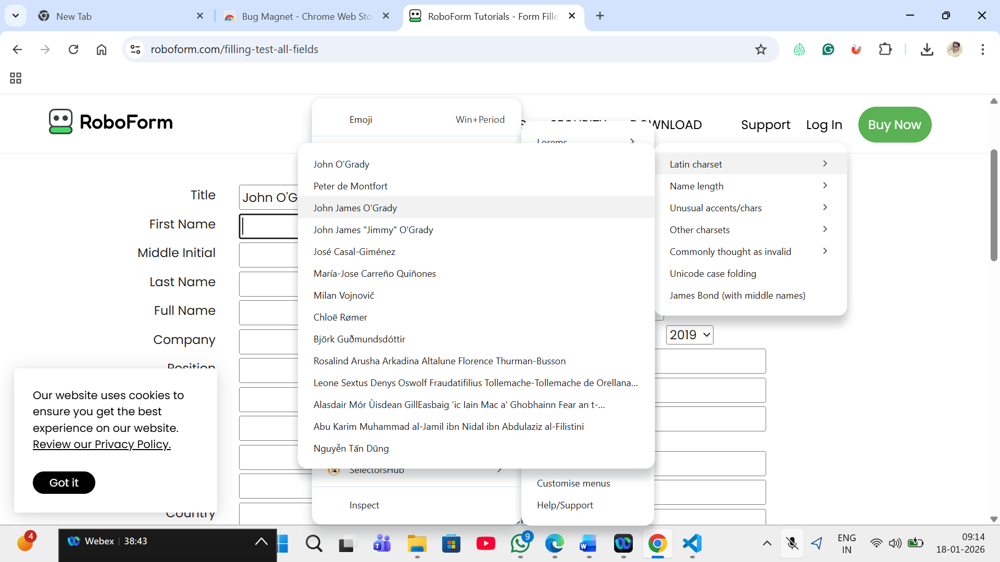 New Tab
Bug Magnet - Chrome Web Sto
RoboForm Tutorials - Form Fille
roboform.com/filling-test-all-fields
RoboForm
SECURITY
DOWNLOAD
Support
Log In
Buy Now
Emoji
Win+Period
Lorems
John O'Grady
Peter de Montfort
John James O'Grady
John James "Jimmy" O'Grady
José Casal-Giménez
María-Jose Carreño Quiñones
Milan Vojnovič
Chloë Rømer
Björk Guðmundsdóttir
Rosalind Arusha Arkadina Altalune Florence Thurman-Busson
Leone Sextus Denys Oswolf Fraudatifilius Tollemache-Tollemache de Orellana...
Alasdair Mór Ùisdean GillEasbaig 'ic Iain Mac a' Ghobhainn Fear an t-...
Abu Karim Muhammad al-Jamil ibn Nidal ibn Abdulaziz al-Filistini
Nguyễn Tấn Dũng
Latin charset
Name length
Unusual accents/chars
Other charsets
Commonly thought as invalid
Unicode case folding
James Bond (with middle names)
Title
John O'G
First Name
Middle Initial
Last Name
Full Name
Company
Position
Country
2019
SelectorsHub
Inspect
Customise menus
Help/Support
Our website uses cookies to
ensure you get the best
experience on our website.
Review our Privacy Policy.
Got it
4
Webex
38:43
9
ENG
IN
09:14
18-01-2026